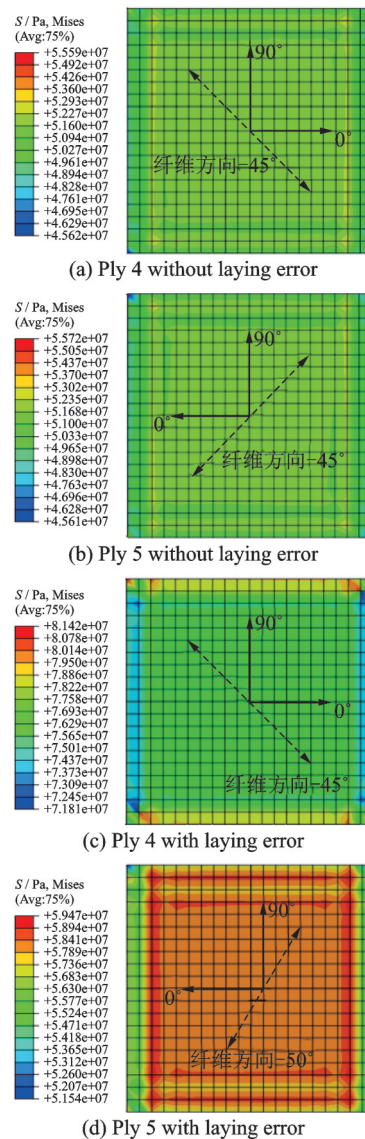 S / Pa, Mises
(Avg:75%)
+5.559e+07
+5.492e+07
+5.426e+07
+5.360e+07
+5.293e+07
+5.227e+07
+5.160e+07
+5.094e+07
+5.027e+07
+4.961e+07
+4.894e+07
+4.828e+07
+4.761e+07
+4.695e+07
+4.629e+07
+4.562e+07
90°
0°
纤维方向-45°
(a) Ply 4 without laying error
S / Pa, Mises
(Avg:75%)
+5.572e+07
+5.505e+07
+5.437e+07
+5.370e+07
+5.302e+07
+5.235e+07
+5.168e+07
+5.100e+07
+5.033e+07
+4.965e+07
+4.898e+07
+4.830e+07
+4.763e+07
+4.696e+07
+4.628e+07
+4.561e+07
90°
0°
纤维方向-45°
(b) Ply 5 without laying error
S / Pa, Mises
(Avg:75%)
+8.142e+07
+8.078e+07
+8.014e+07
+7.950e+07
+7.886e+07
+7.822e+07
+7.758e+07
+7.693e+07
+7.629e+07
+7.565e+07
+7.501e+07
+7.437e+07
+7.373e+07
+7.309e+07
+7.245e+07
+7.181e+07
90°
0°
纤维方向-45°
(c) Ply 4 with laying error
S / Pa, Mises
(Avg:75%)
+5.947e+07
+5.894e+07
+5.841e+07
+5.789e+07
+5.736e+07
+5.683e+07
+5.630e+07
+5.577e+07
+5.524e+07
+5.471e+07
+5.418e+07
+5.365e+07
+5.312e+07
+5.260e+07
+5.207e+07
+5.154e+07
90°
0°
纤维方向-50°
(d) Ply 5 with laying error